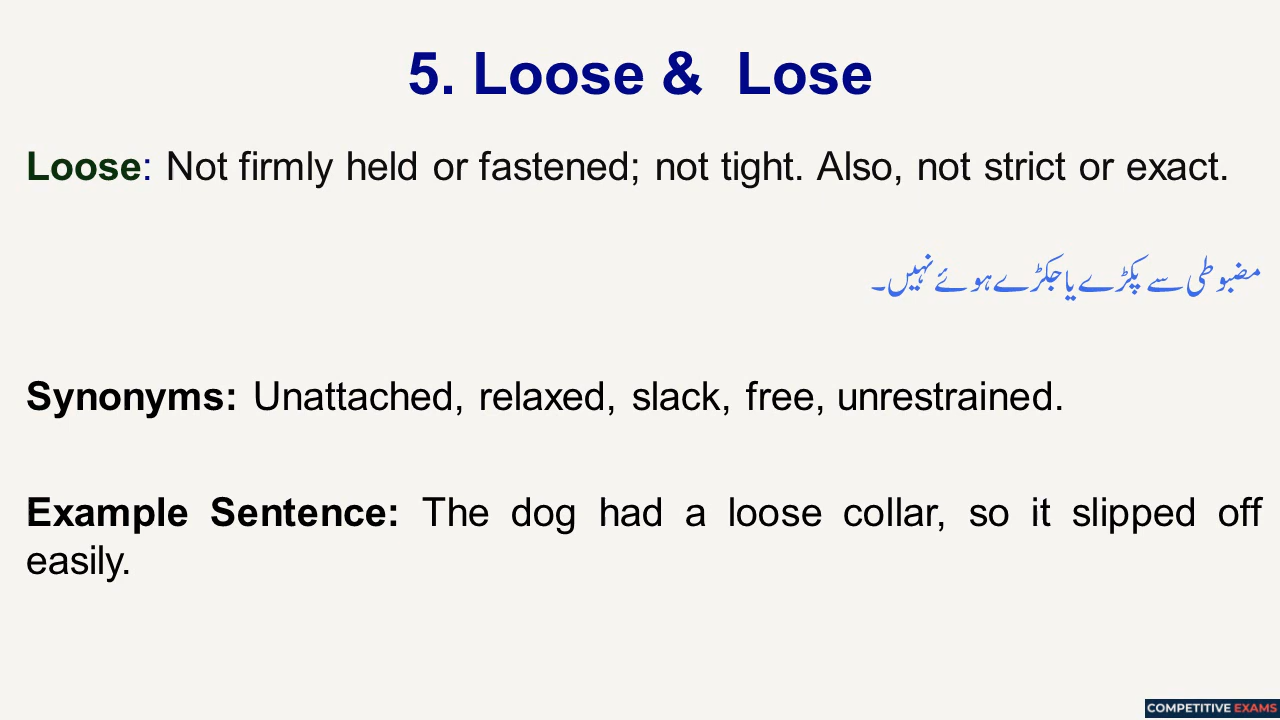 5. Loose & Lose
Loose: Not firmly held or fastened; not tight. Also, not strict or exact.
مضبوطی سے پکڑے یا جکڑے ہوئے نہیں۔
Synonyms: Unattached, relaxed, slack, free, unrestrained.
Example Sentence: The dog had a loose collar, so it slipped off
easily.
COMPETITIVE EXAMS